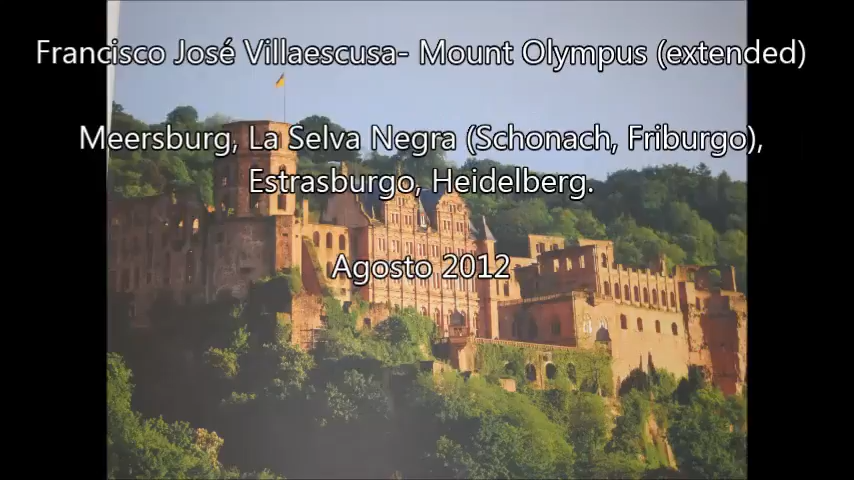 Francisco José Villaescusa- Mount Olympus (extended)
Meersburg, La Selva Negra (Schonach, Friburgo),
Estrasburgo, Heidelberg.
Agosto 2012